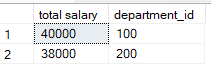 total salary department_id
1 40000 100
2 38000 200